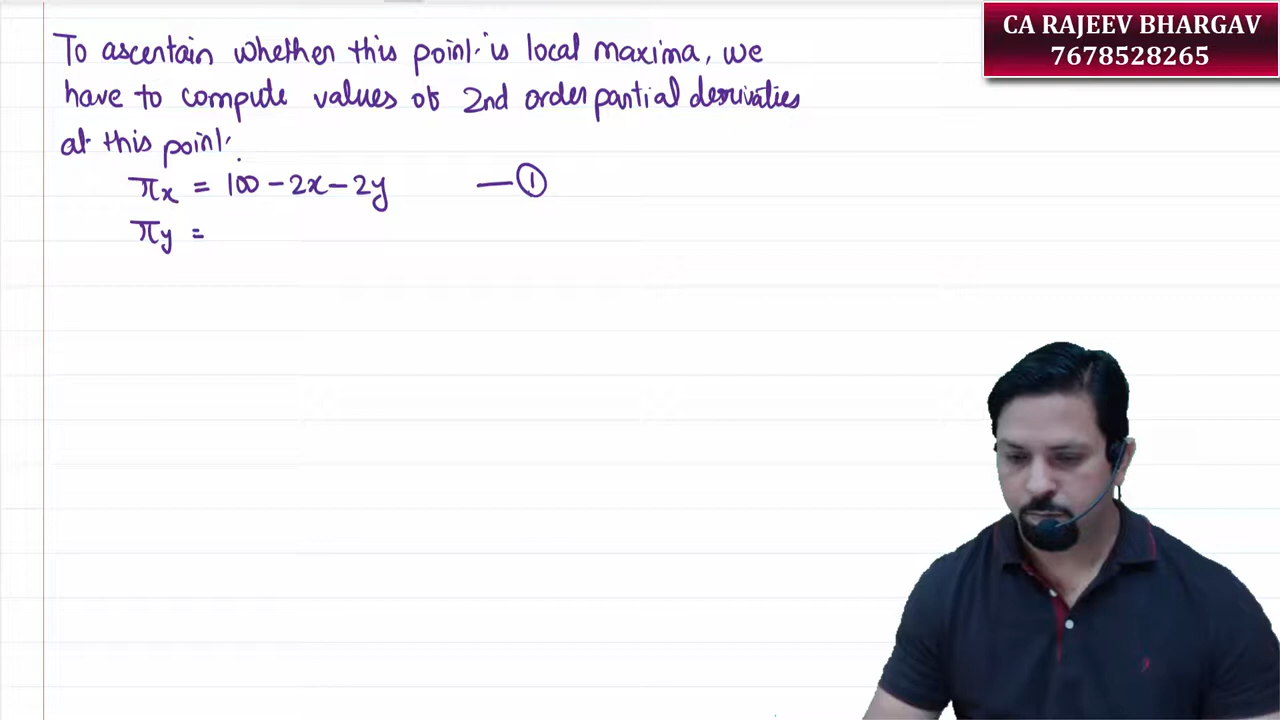 CA RAJEEV BHARGAV
7678528265
To ascertain whether this point is local maxima, we
have to compute values of 2nd order partial derivaties
at this point.
πx = 100 - 2x - 2y — ①
πy =